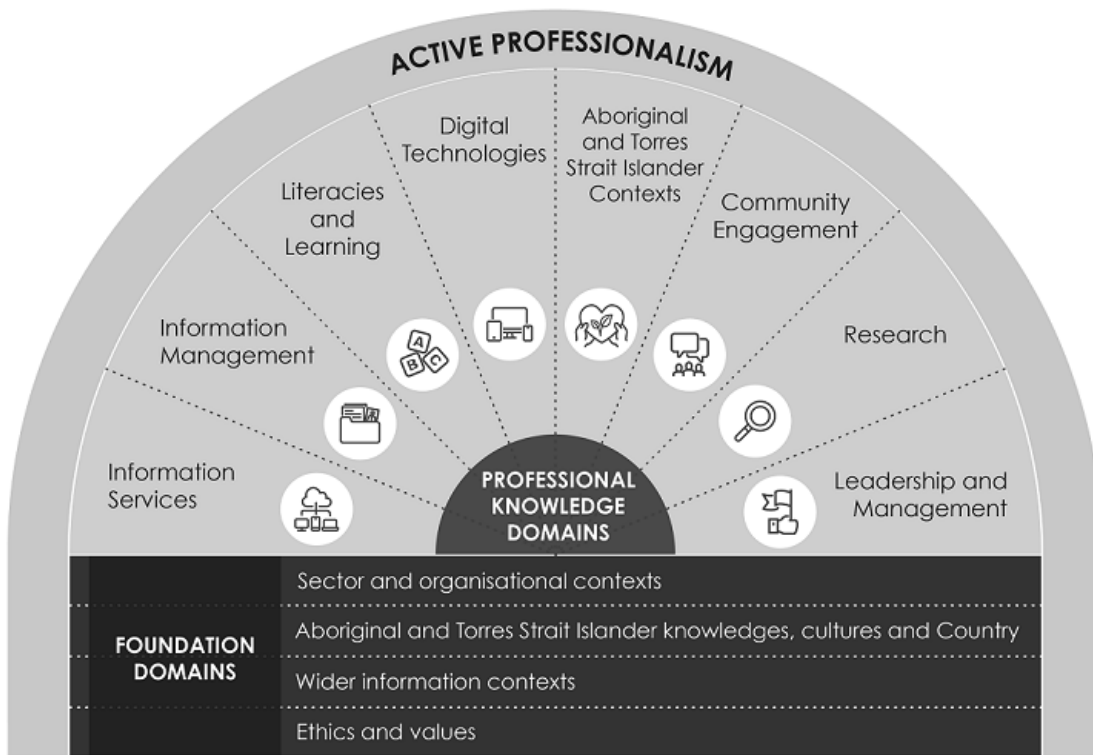 ACTIVE PROFESSIONALISM
Information
Services
Information
Management
Literacies
and
Learning
Digital
Technologies
Aboriginal
and Torres
Strait Islander
Contexts
Community
Engagement
Research
Leadership and
Management
A
B
C
PROFESSIONAL
KNOWLEDGE
DOMAINS
FOUNDATION
DOMAINS
Sector and organisational contexts
Aboriginal and Torres Strait Islander knowledges, cultures and Country
Wider information contexts
Ethics and values